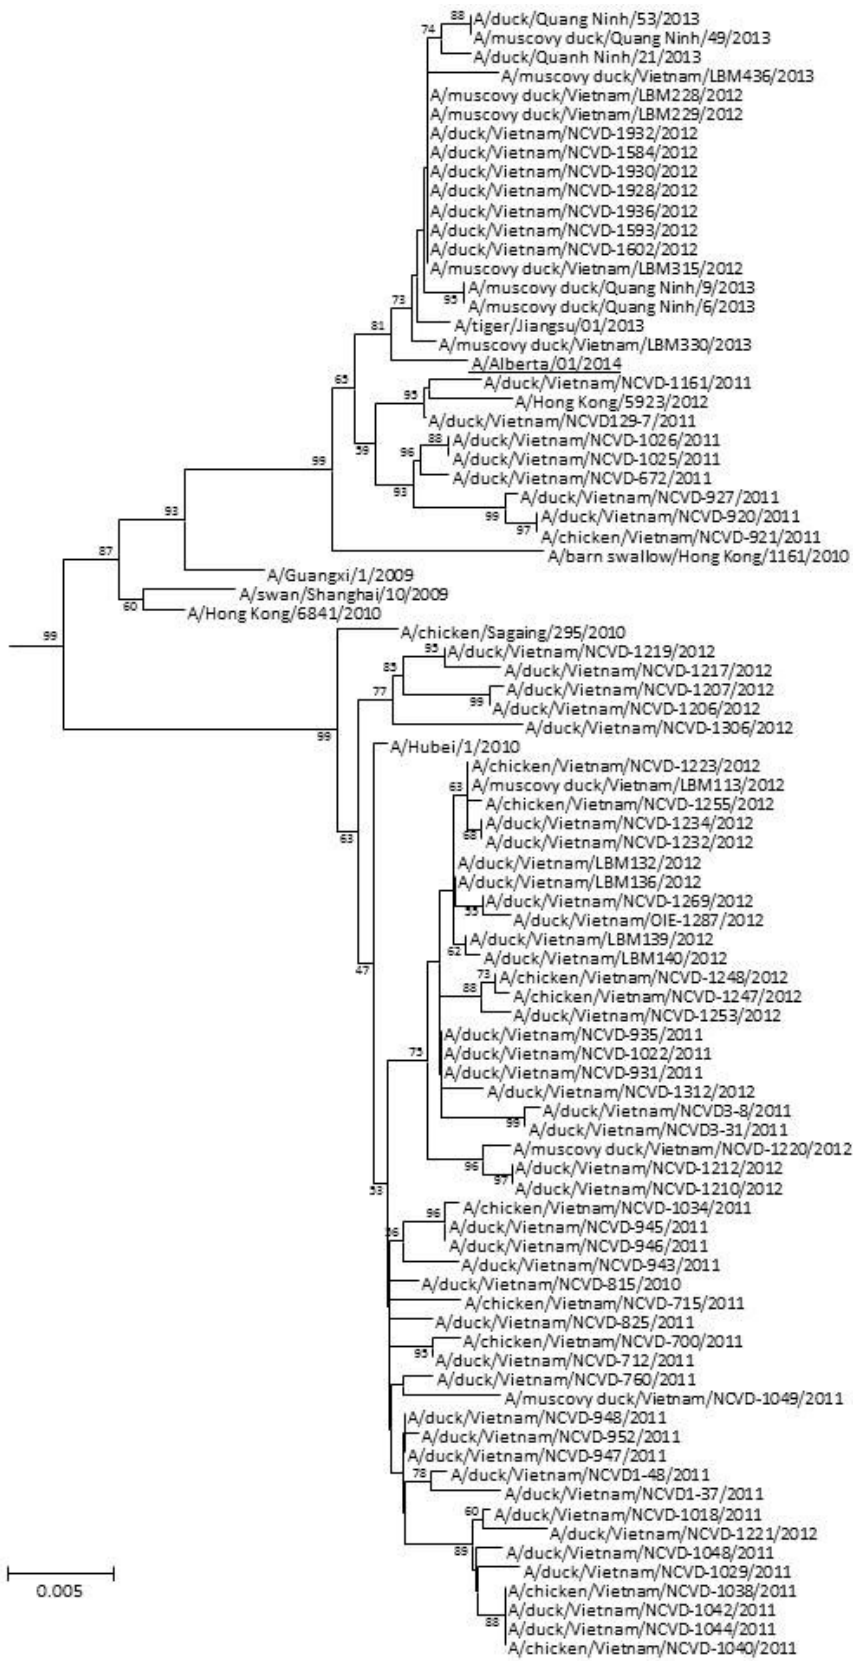 88
A/duck/Quang Ninh/53/2013
74
A/muscovy duck/Quang Ninh/49/2013
A/duck/Quanh Ninh/21/2013
A/muscovy duck/Vietnam/LBM436/2013
A/muscovy duck/Vietnam/LBM228/2012
A/muscovy duck/Vietnam/LBM229/2012
A/duck/Vietnam/NCVD-1932/2012
A/duck/Vietnam/NCVD-1584/2012
A/duck/Vietnam/NCVD-1930/2012
A/duck/Vietnam/NCVD-1928/2012
A/duck/Vietnam/NCVD-1936/2012
A/duck/Vietnam/NCVD-1593/2012
A/duck/Vietnam/NCVD-1602/2012
A/muscovy duck/Vietnam/LBM315/2012
A/muscovy duck/Quang Ninh/9/2013
95
A/muscovy duck/Quang Ninh/6/2013
73
A/tiger/Jiangsu/01/2013
81
A/muscovy duck/Vietnam/LBM330/2013
A/Alberta/01/2014
65
A/duck/Vietnam/NCVD-1161/2011
95
A/Hong Kong/5923/2012
A/duck/Vietnam/NCVD129-7/2011
88
A/duck/Vietnam/NCVD-1026/2011
59
96
A/duck/Vietnam/NCVD-1025/2011
99
A/duck/Vietnam/NCVD-672/2011
93
A/duck/Vietnam/NCVD-927/2011
99
A/duck/Vietnam/NCVD-920/2011
97
A/chicken/Vietnam/NCVD-921/2011
93
A/barn swallow/Hong Kong/1161/2010
87
A/Guangxi/1/2009
A/swan/Shanghai/10/2009
60
A/Hong Kong/6841/2010
99
A/chicken/Sagaing/295/2010
95
A/duck/Vietnam/NCVD-1219/2012
85
A/duck/Vietnam/NCVD-1217/2012
77
A/duck/Vietnam/NCVD-1207/2012
99
A/duck/Vietnam/NCVD-1206/2012
A/duck/Vietnam/NCVD-1306/2012
99
A/Hubei/1/2010
A/chicken/Vietnam/NCVD-1223/2012
63
A/muscovy duck/Vietnam/LBM113/2012
A/chicken/Vietnam/NCVD-1255/2012
A/duck/Vietnam/NCVD-1234/2012
68
63
A/duck/Vietnam/NCVD-1232/2012
A/duck/Vietnam/LBM132/2012
A/duck/Vietnam/LBM136/2012
A/duck/Vietnam/NCVD-1269/2012
55
A/duck/Vietnam/OIE-1287/2012
A/duck/Vietnam/LBM139/2012
62
A/duck/Vietnam/LBM140/2012
47
73
A/chicken/Vietnam/NCVD-1248/2012
88
A/chicken/Vietnam/NCVD-1247/2012
A/duck/Vietnam/NCVD-1253/2012
A/duck/Vietnam/NCVD-935/2011
75
A/duck/Vietnam/NCVD-1022/2011
A/duck/Vietnam/NCVD-931/2011
A/duck/Vietnam/NCVD-1312/2012
A/duck/Vietnam/NCVD3-8/2011
99
A/duck/Vietnam/NCVD3-31/2011
A/muscovy duck/Vietnam/NCVD-1220/2012
96
A/duck/Vietnam/NCVD-1212/2012
97
53
A/duck/Vietnam/NCVD-1210/2012
96
A/chicken/Vietnam/NCVD-1034/2011
A/duck/Vietnam/NCVD-945/2011
A/duck/Vietnam/NCVD-946/2011
A/duck/Vietnam/NCVD-943/2011
A/duck/Vietnam/NCVD-815/2010
A/chicken/Vietnam/NCVD-715/2011
A/duck/Vietnam/NCVD-825/2011
A/chicken/Vietnam/NCVD-700/2011
95
A/duck/Vietnam/NCVD-712/2011
A/duck/Vietnam/NCVD-760/2011
A/muscovy duck/Vietnam/NCVD-1049/2011
A/duck/Vietnam/NCVD-948/2011
A/duck/Vietnam/NCVD-952/2011
A/duck/Vietnam/NCVD-947/2011
78
A/duck/Vietnam/NCVD1-48/2011
A/duck/Vietnam/NCVD1-37/2011
60
A/duck/Vietnam/NCVD-1018/2011
A/duck/Vietnam/NCVD-1221/2012
89
A/duck/Vietnam/NCVD-1048/2011
A/duck/Vietnam/NCVD-1029/2011
A/chicken/Vietnam/NCVD-1038/2011
0.005
A/duck/Vietnam/NCVD-1042/2011
88
A/duck/Vietnam/NCVD-1044/2011
A/chicken/Vietnam/NCVD-1040/2011